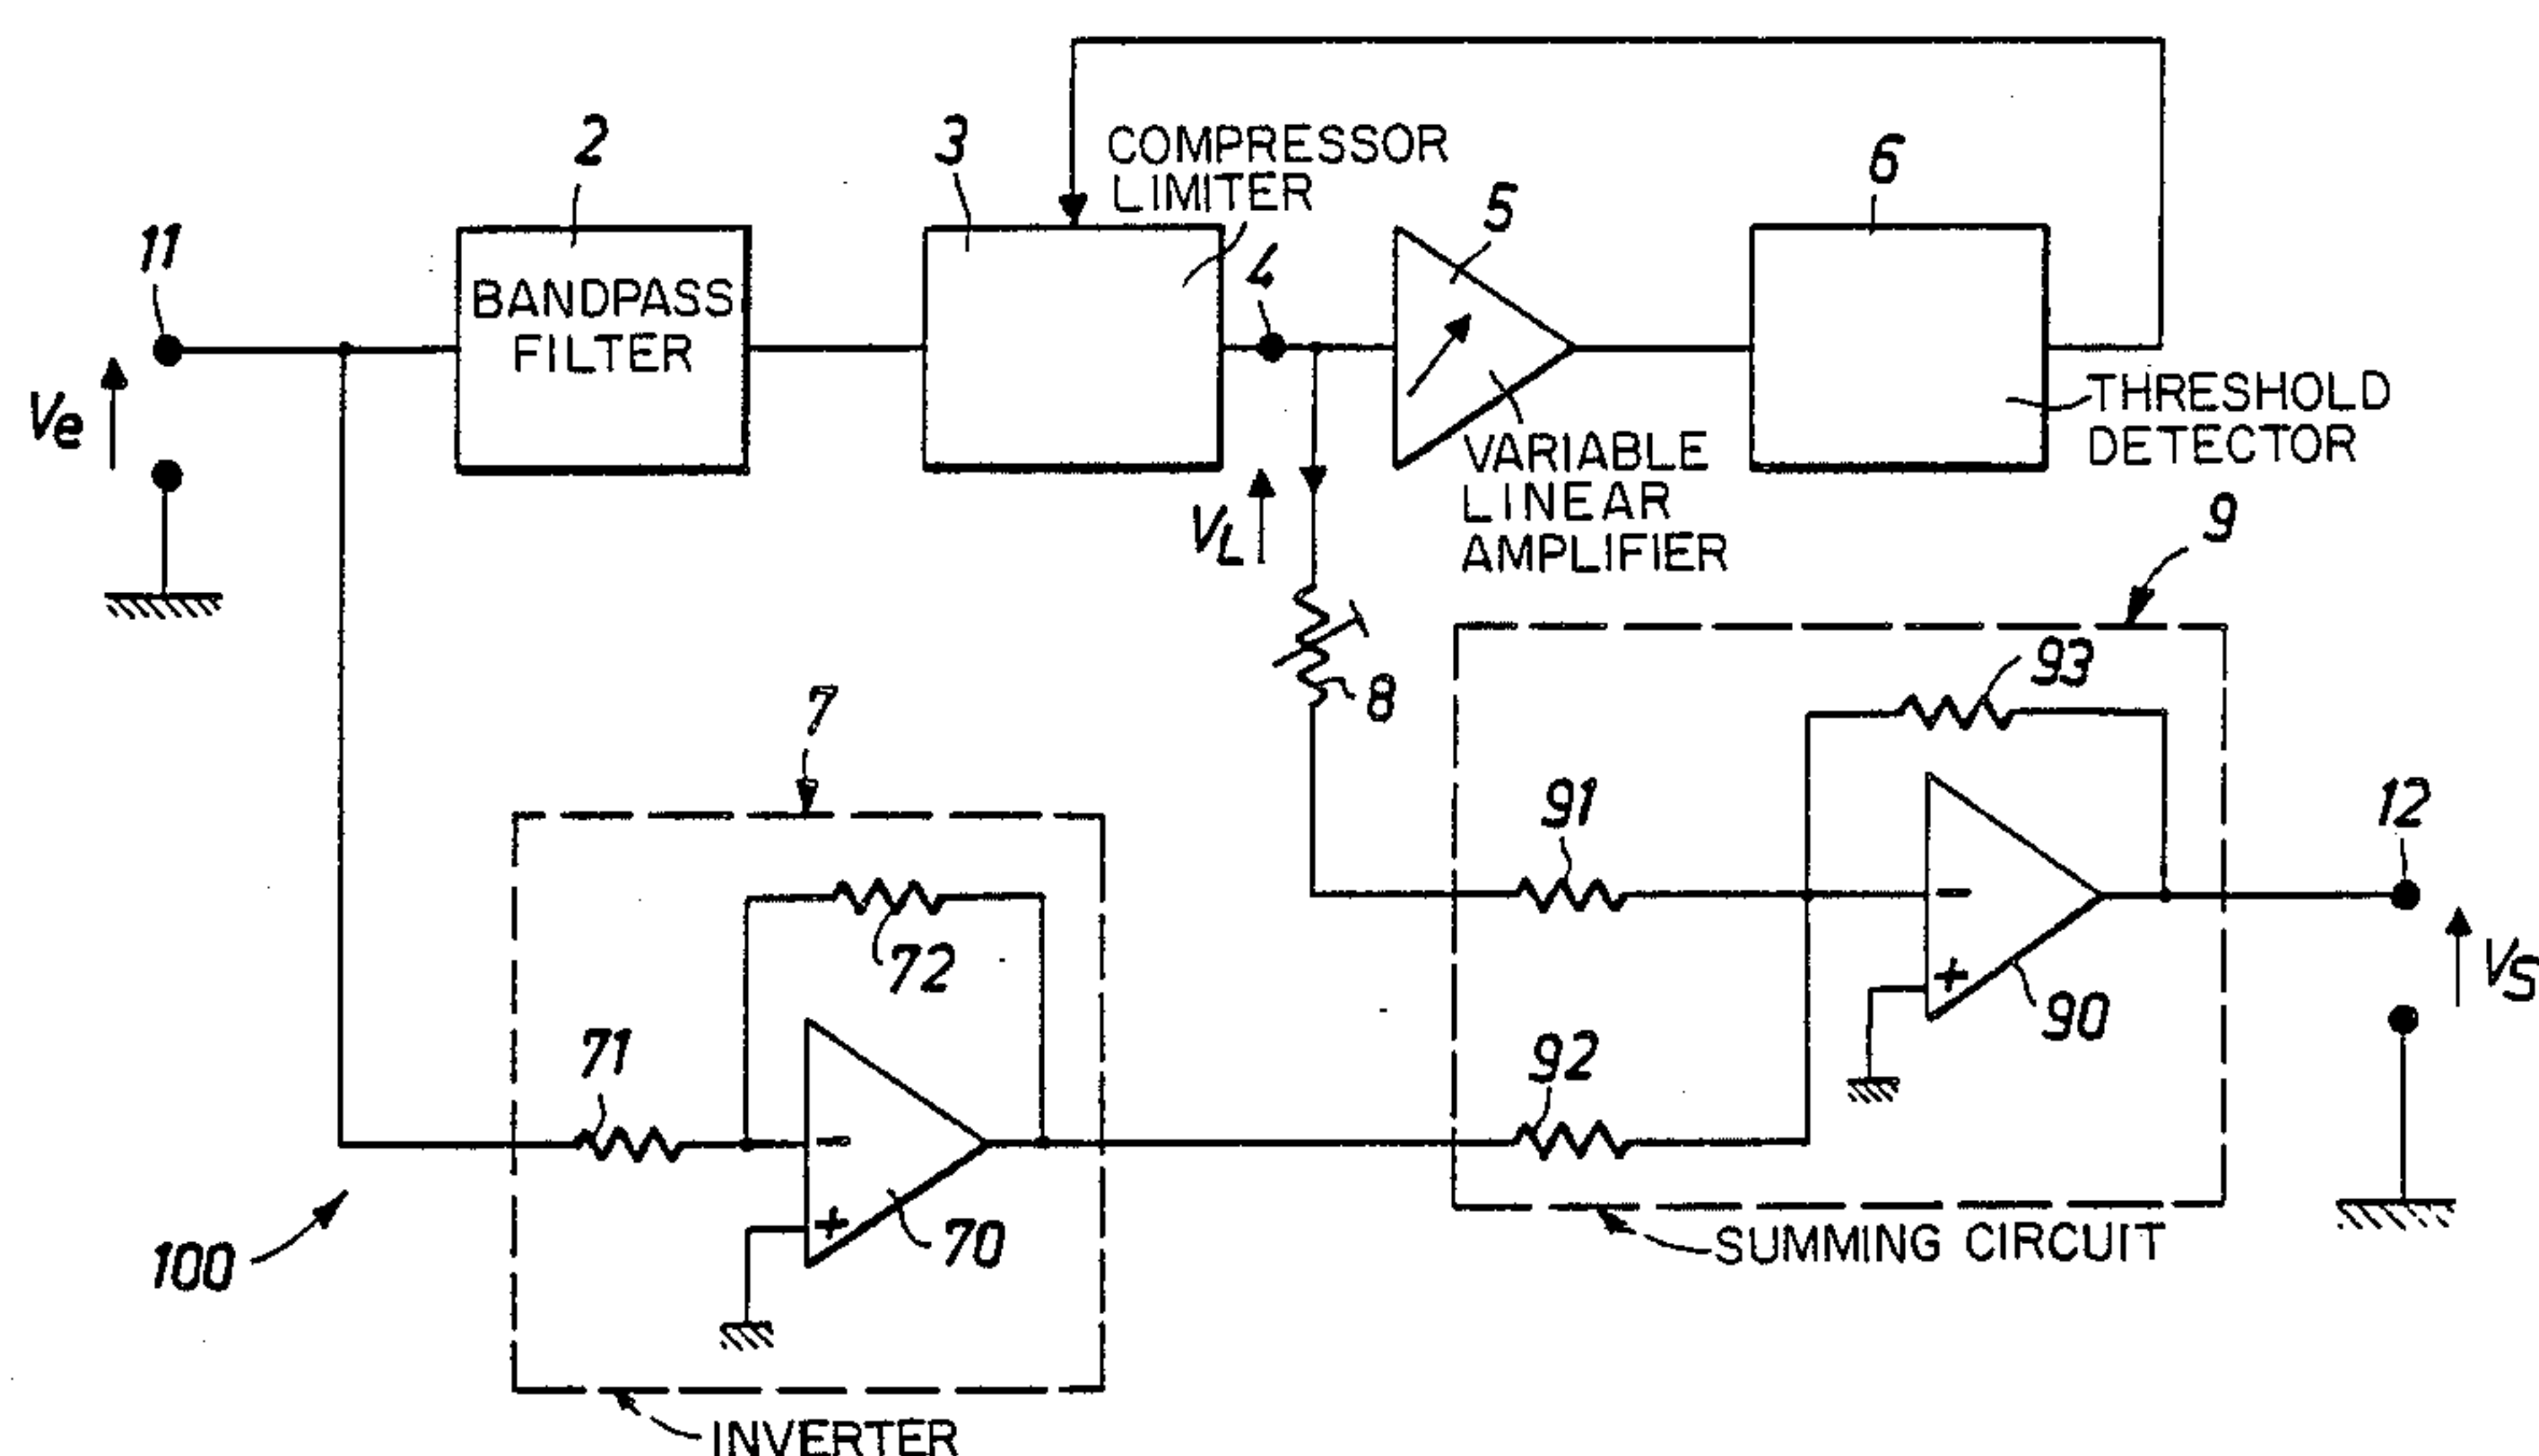 2
3
COMPRESSOR
LIMITER
6
5
11
4
BANDPASS
FILTER
Ve
THRESHOLD
DETECTOR
VARIABLE
LINEAR
AMPLIFIER
VL
9
8
93
7
91
12
72
-
+
90
VS
71
92
-
+
70
100
SUMMING CIRCUIT
INVERTER